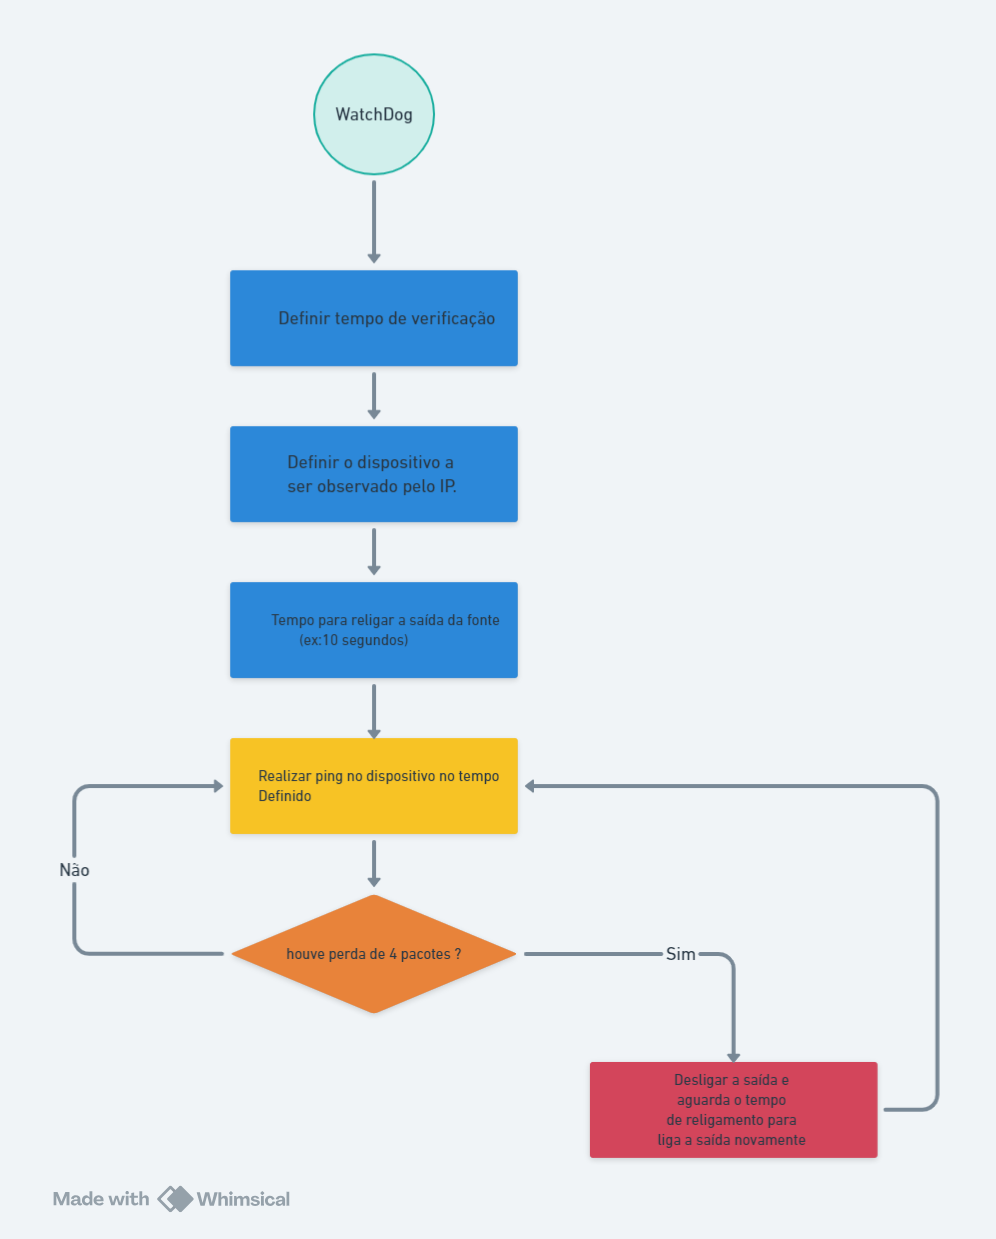 WatchDog
Definir tempo de verificação
Definir o dispositivo a
ser observado pelo IP.
Tempo para religar a saída da fonte
(ex:10 segundos)
Realizar ping no dispositivo no tempo
Definido
Não
houve perda de 4 pacotes ?
Sim
Desligar a saída e
aguarda o tempo
de religamento para
liga a saída novamente
Made with Whimsical